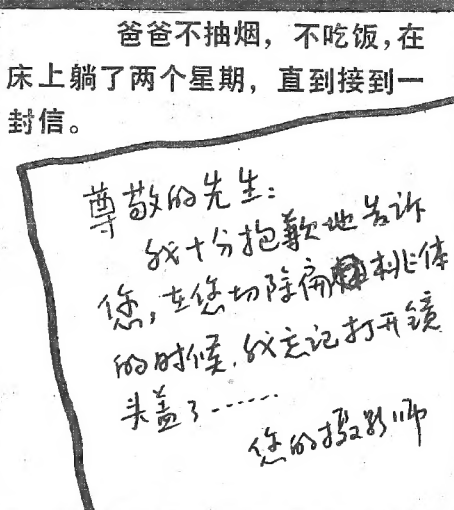 爸爸不抽烟，不吃饭，在
床上躺了两个星期，直到接到一
封信。
尊敬的先生：
我十分抱歉地告诉
您，在您切除扁桃体
的时候，我忘记打开镜
头盖了……
您的摄影师